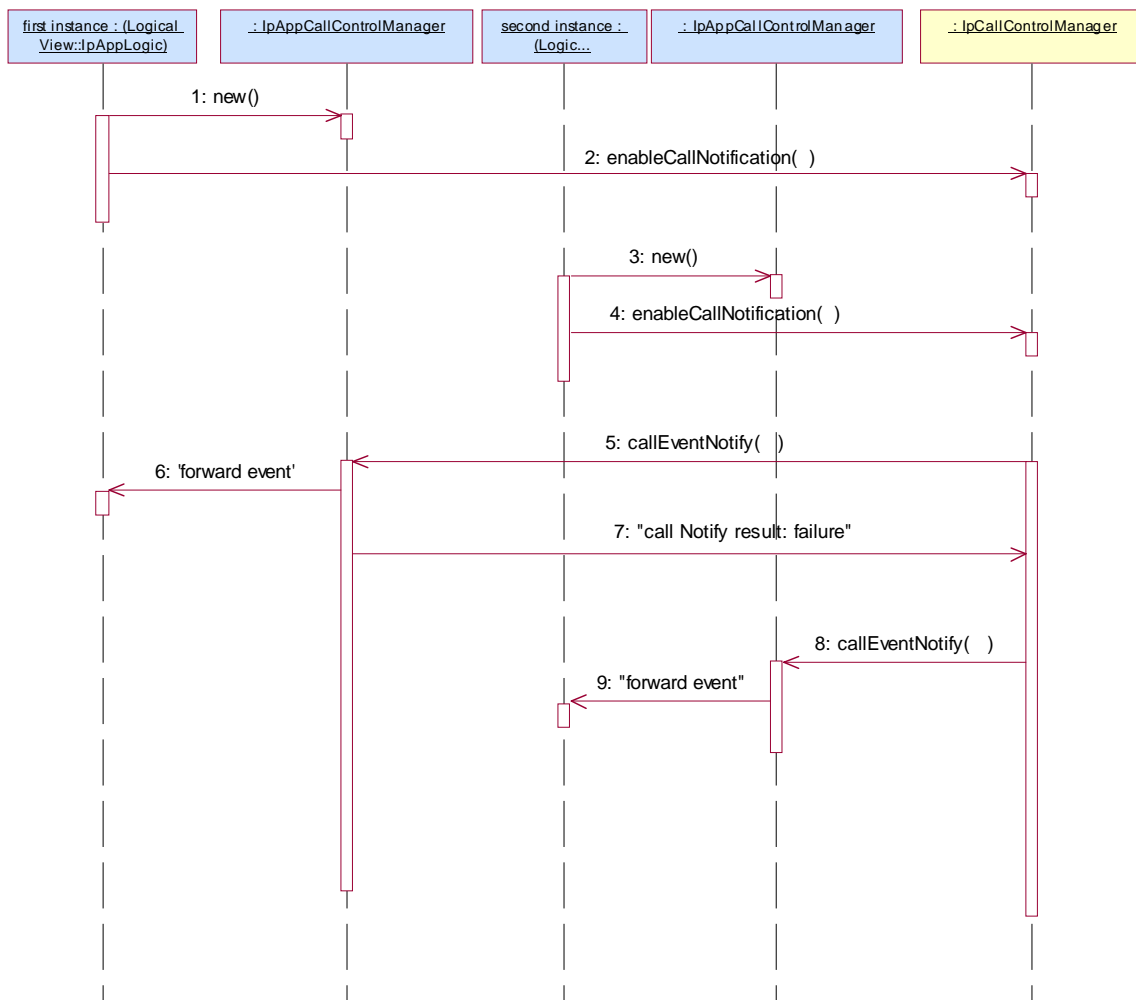 first instance : (Logical
View::IpAppLogic)
: IpAppCallControlManager
second instance :
(Logic...
: IpAppCallControlManager
: IpCallControlManager
1: new()
2: enableCallNotification(  )
3: new()
4: enableCallNotification(  )
5: callEventNotify(   )
6: 'forward event'
7: "call Notify result: failure"
8: callEventNotify(   )
9: "forward event"